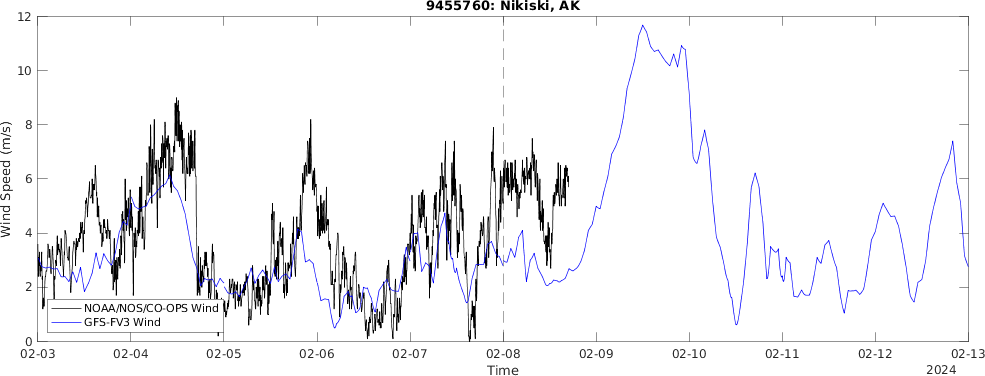 9455760: Nikiski, AK
Wind Speed (m/s)
12
10
8
6
4
2
0
NOAA/NOS/CO-OPS Wind
GFS-FV3 Wind
02-03 02-04 02-05 02-06 02-07 02-08 02-09 02-10 02-11 02-12 02-13
Time
2024